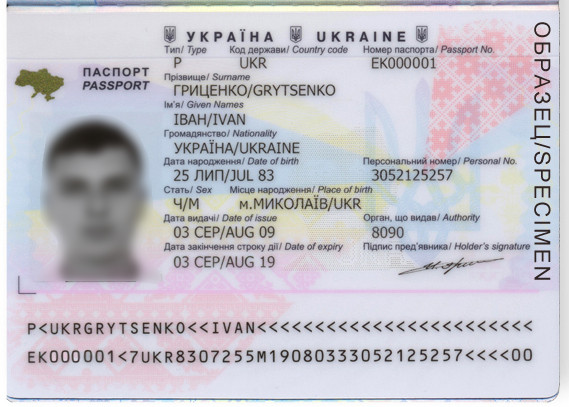 УКРАЇНА UKRAINE
Тип/ Type Код держави/ Country code Номер паспорта/ Passport No.
P UKR EK000001
ПАСПОРТ
PASSPORT
Прізвище/ Surname
ГРИЦЕНКО/GRYTSENKO
Ім'я/ Given Names
ІВАН/IVAN
Громадянство/ Nationality
УКРАЇНА/UKRAINE
Дата народження/ Date of birth Персональний номер/ Personal No.
25 ЛИП/JUL 83 3052125257
Стать/ Sex Місце народження/ Place of birth
Ч/M м.МИКОЛАЇВ/UKR
Дата видачі/ Date of issue Орган, що видав/ Authority
03 СЕР/AUG 09 8090
Дата закінчення строку дії/ Date of expiry Підпис пред'явника/ Holder's signature
03 СЕР/AUG 19
ОБРАЗЕЦ/SPECIMEN
P<UKRGRYTSENKO<<IVAN<<<<<<<<<<<<<<<<<<<<<<<<
EK000001<7UKR8307255M19080333052125257<<<<00